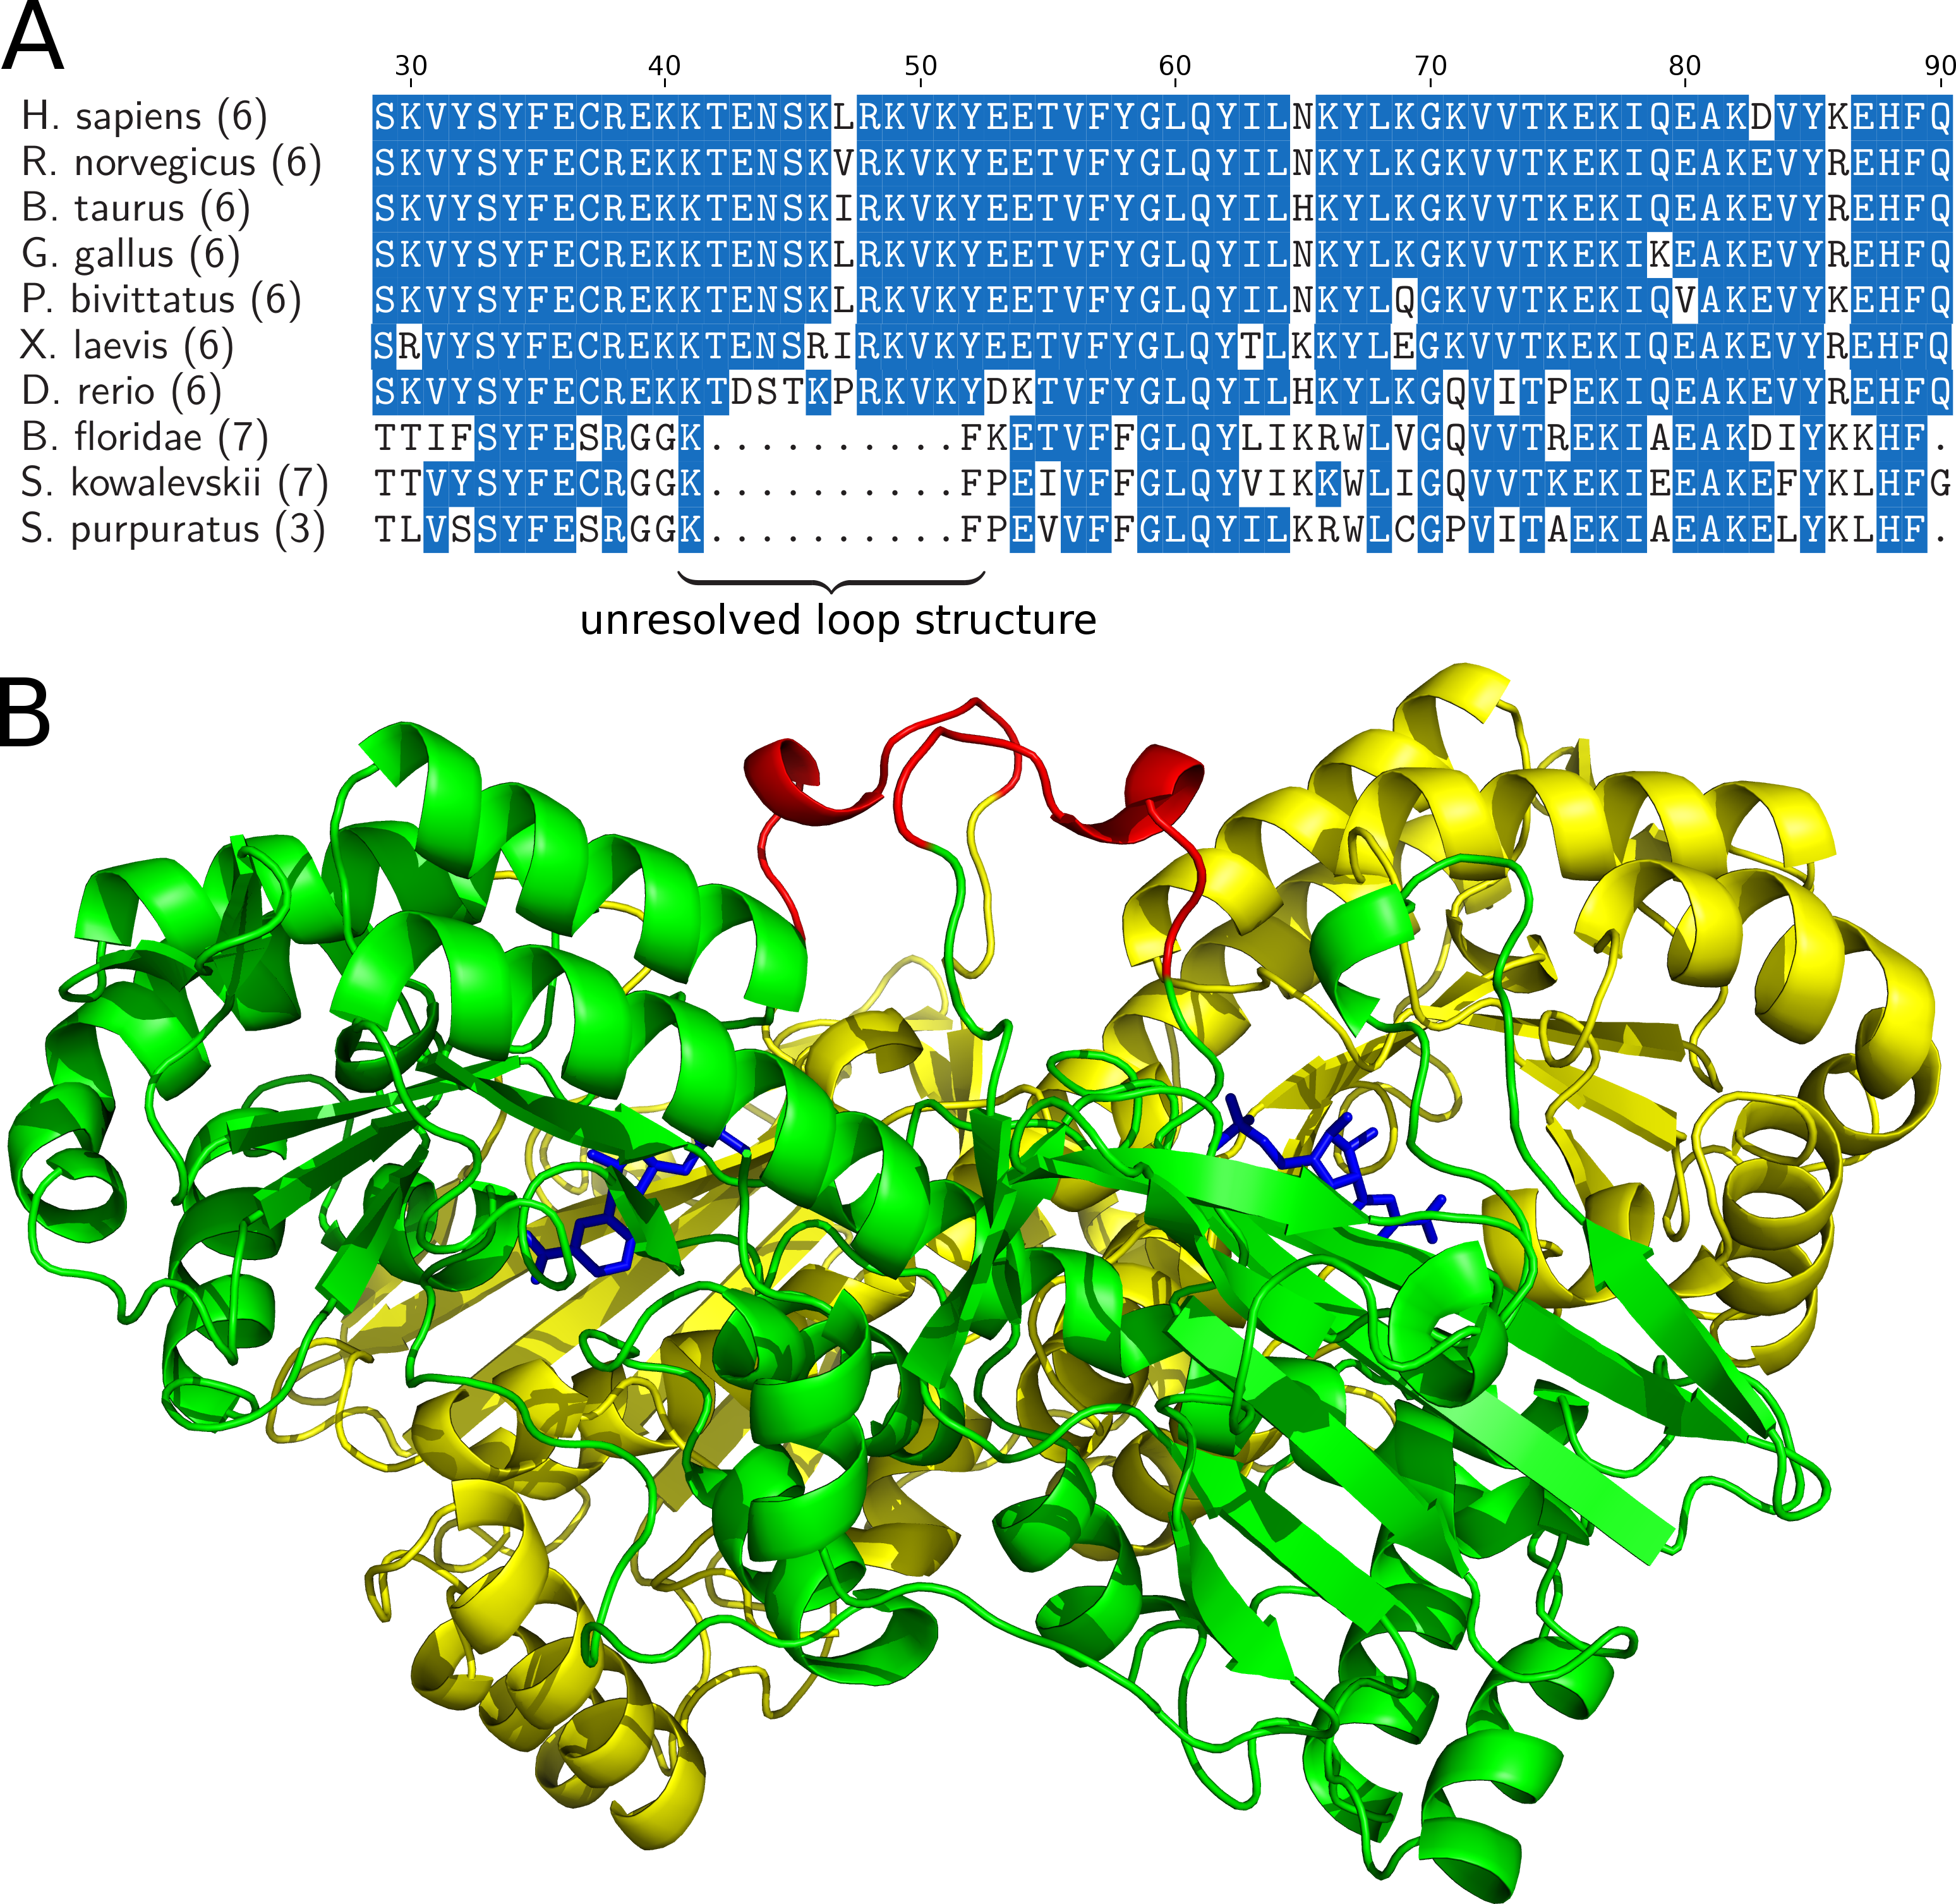 A
30 40 50 60 70 80 90
H. sapiens (6) SKVYSYFECREKKTENSKLRKVKYEETVFYGLQYILNKYLKGKVVTKEKIQEAKDVYKEHFQ
R. norvegicus (6) SKVYSYFECREKKTENSKVRKVKYEETVFYGLQYILNKYLKGKVVTKEKIQEAKEVYREHFQ
B. taurus (6) SKVYSYFECREKKTENSKIRKVKYEETVFYGLQYILHKYLKGKVVTKEKIQEAKEVYREHFQ
G. gallus (6) SKVYSYFECREKKTENSKLRKVKYEETVFYGLQYILNKYLKGKVVTKEKIKEAKEVYREHFQ
P. bivittatus (6) SKVYSYFECREKKTENSKLRKVKYEETVFYGLQYILNKYLQGKVVTKEKIQVAKEVYKEHFQ
X. laevis (6) SRVYSYFECREKKTENSRIRKVKYEETVFYGLQYTLKKYLEGKVVTKEKIQEAKEVYREHFQ
D. rerio (6) SKVYSYFECREKKTDSTKPRKVKYDKTVFYGLQYILHKYLKGQVITPEKIQEAKEVYREHFQ
B. floridae (7) TTIFSYFESRGGK..........FKETVFFGLQYLIKRWLVGQVVTREKIAEAKDIYKKHF.
S. kowalevskii (7) TTVYSYFECRGGK..........FPEIVFFGLQYVIKKWLIGQVVTKEKIEEAKEFYKLHFG
S. purpuratus (3) TLVSSYFESRGGK..........FPEVVFFGLQYILKRWLCGPVITAEKIAEAKELYKLHF.
unresolved loop structure
B